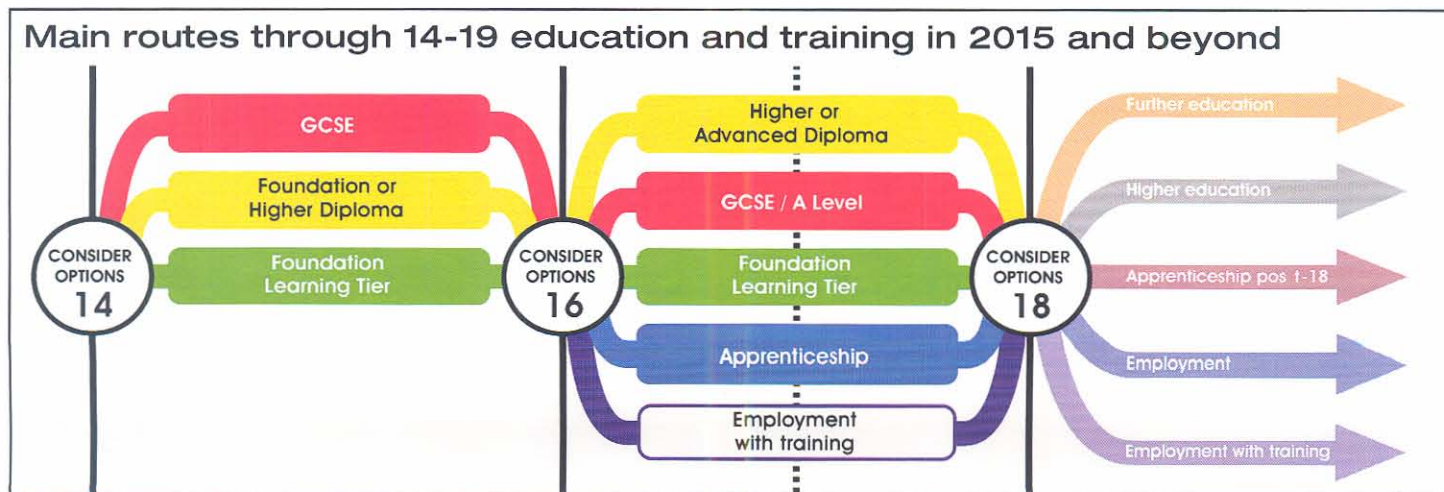 Main routes through 14-19 education and training in 2015 and beyond
CONSIDER
OPTIONS
14
GCSE
Foundation or
Higher Diploma
Foundation
Learning Tier
CONSIDER
OPTIONS
16
Higher or
Advanced Diploma
GCSE / A Level
Foundation
Learning Tier
Apprenticeship
Employment
with training
CONSIDER
OPTIONS
18
Further education
Higher education
Apprenticeship pos t-18
Employment
Employment with training